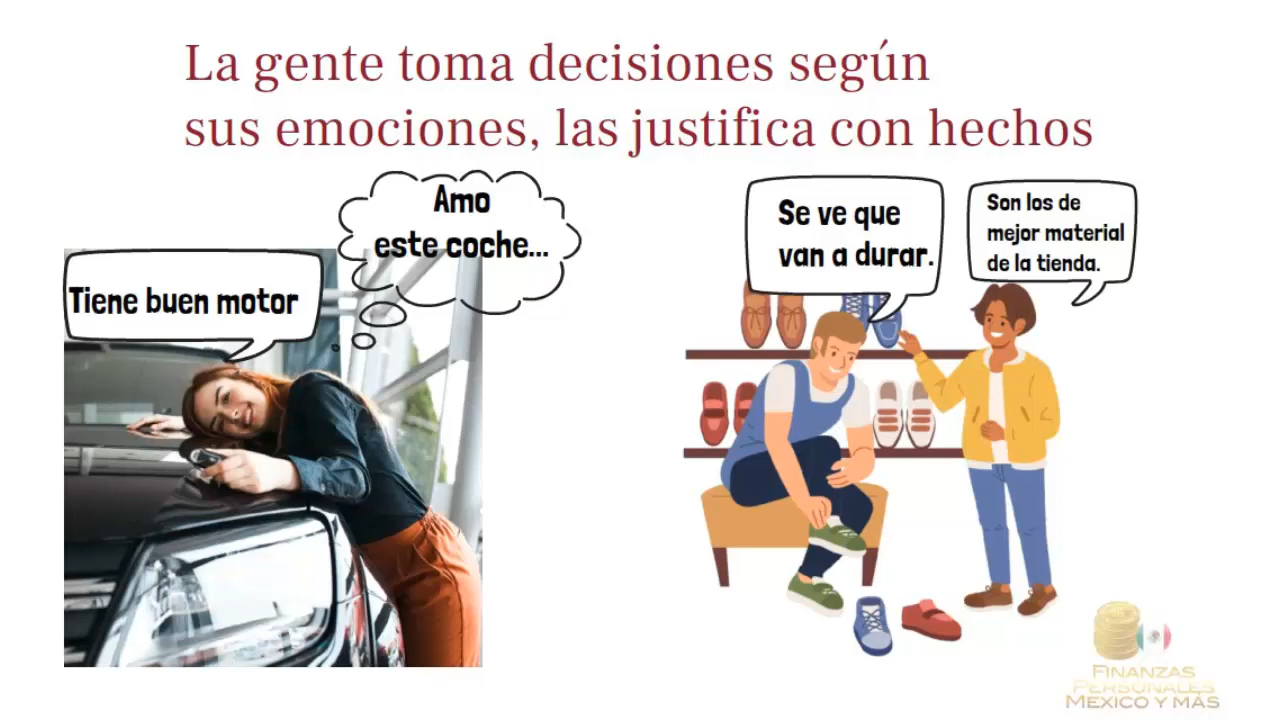 La gente toma decisiones según
sus emociones, las justifica con hechos
Amo
este coche...
Tiene buen motor
Se ve que
van a durar.
Son los de
mejor material
de la tienda.
FINANZAS
PERSONALES
MEXICO Y MÁS